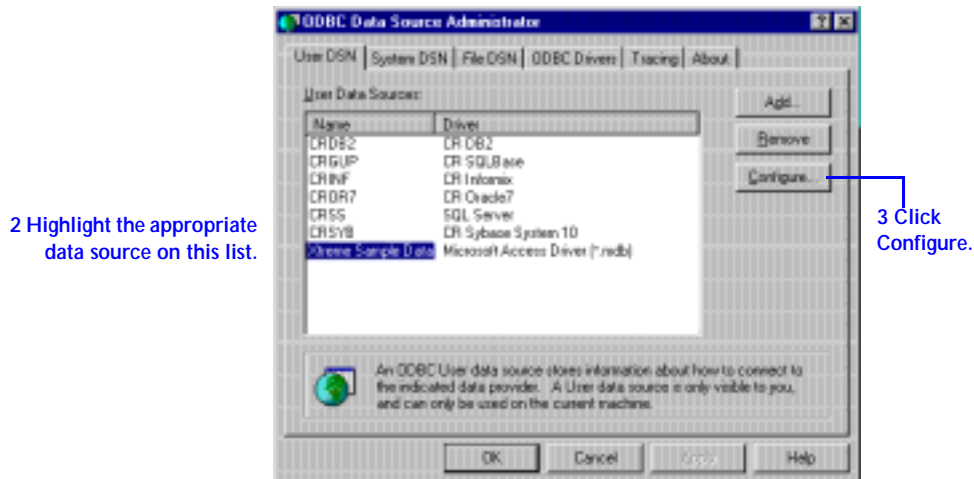 ODBC Data Source Administrator
User DSN System DSN File DSN ODBC Drivers Tracing About
User Data Sources:
Add...
Name Driver
Remove
CRDB2 CR DB2
CRGUP CR SQLBase
CRINF CR Informix
Configure...
CROR7 CR Oracle7
CRSS SQL Server
CRSYB CR Sybase System 10
Xtreme Sample Data Microsoft Access Driver (*.mdb)
2 Highlight the appropriate
data source on this list.
3 Click
Configure.
An ODBC User data source stores information about how to connect to
the indicated data provider. A User data source is only visible to you,
and can only be used on the current machine.
OK Cancel Apply Help